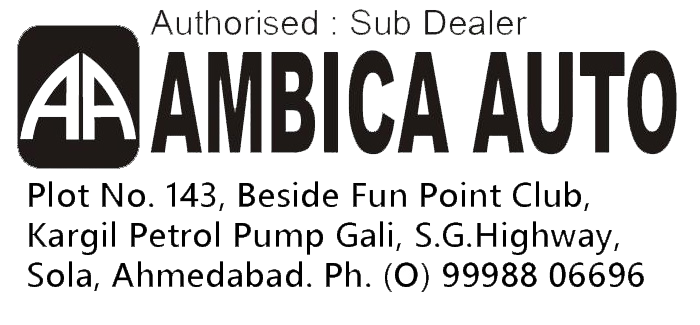 Authorised : Sub Dealer
AA AMBICA AUTO
Plot No. 143, Beside Fun Point Club,
Kargil Petrol Pump Gali, S.G.Highway,
Sola, Ahmedabad. Ph. (O) 99988 06696